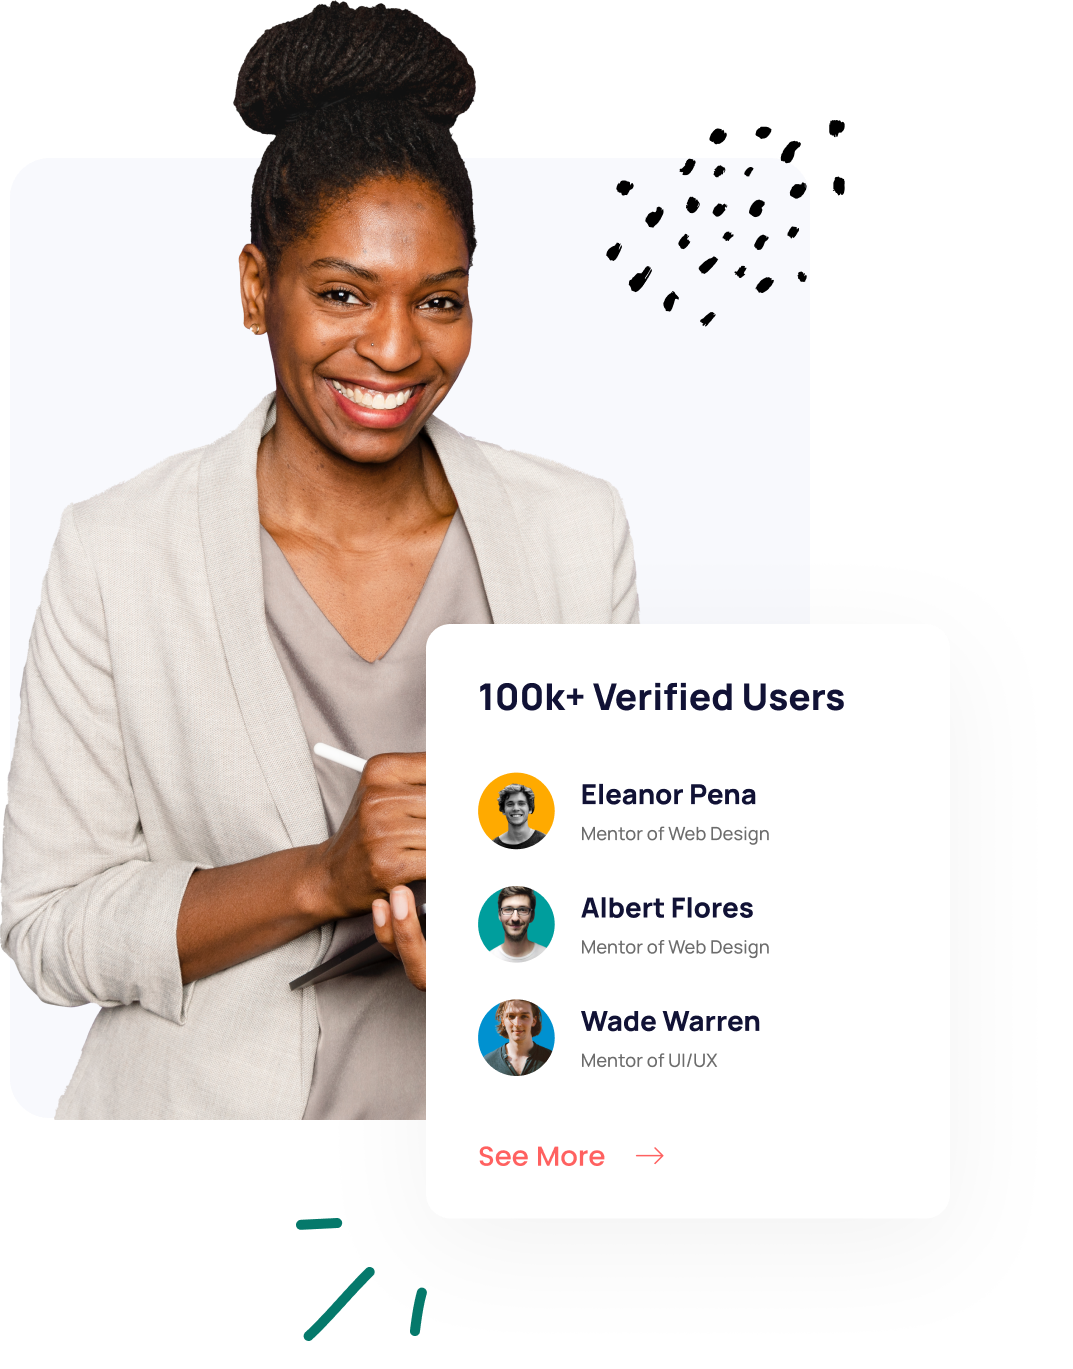 100k+ Verified Users
Eleanor Pena
Mentor of Web Design
Albert Flores
Mentor of Web Design
Wade Warren
Mentor of UI/UX
See More